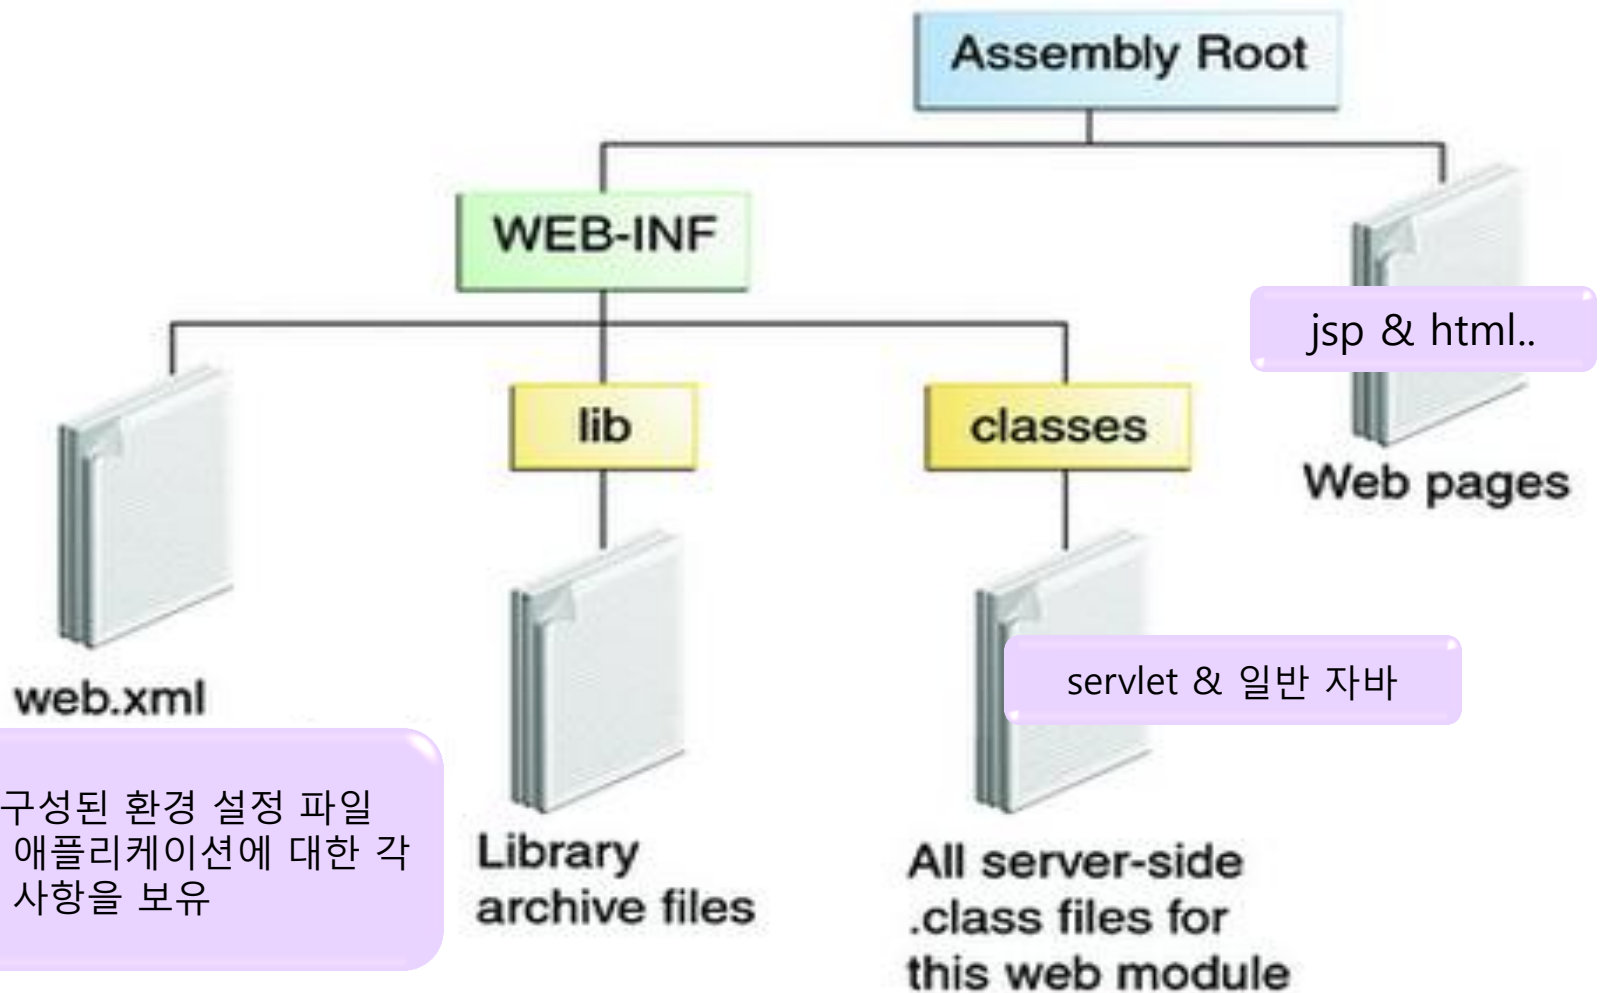 Assembly Root
WEB-INF
jsp & html..
lib
classes
Web pages
servlet & 일반 자바
web.xml
구성된 환경 설정 파일
애플리케이션에 대한 각
사항을 보유
Library
archive files
All server-side
.class files for
this web module